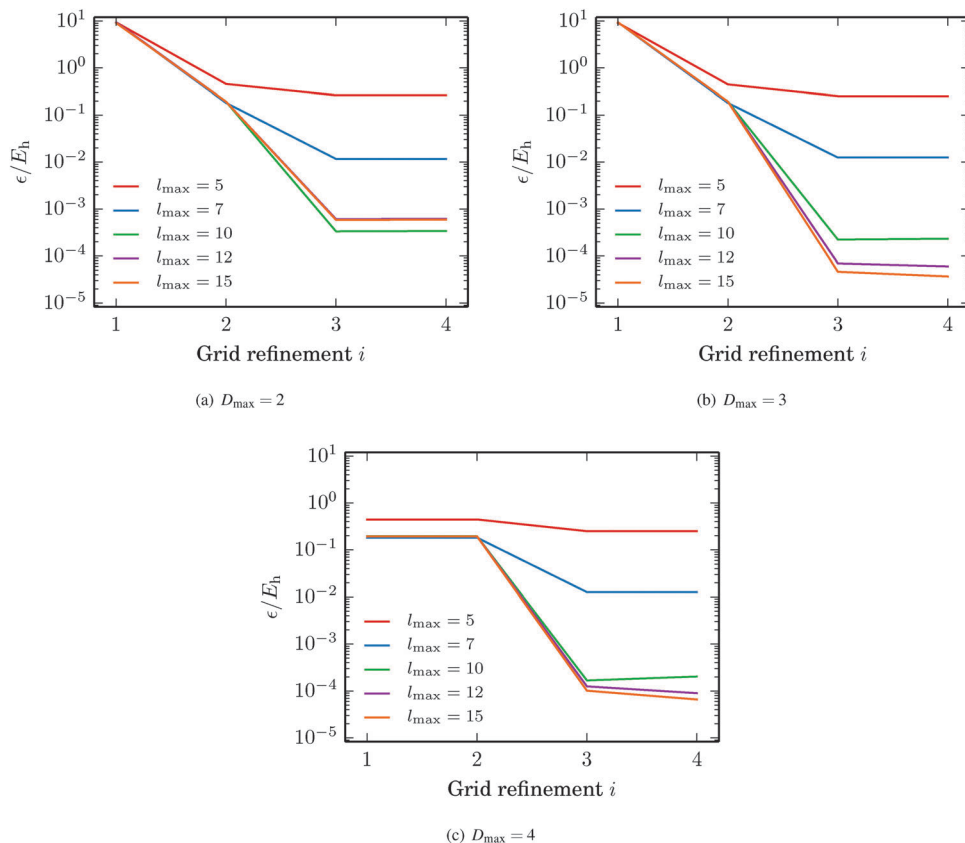 10^1
10^0
10^-1
10^-2
10^-3
10^-4
10^-5
ϵ/E_h
l_max = 5
l_max = 7
l_max = 10
l_max = 12
l_max = 15
1 2 3 4
Grid refinement i
(a) D_max = 2
10^1
10^0
10^-1
10^-2
10^-3
10^-4
10^-5
ϵ/E_h
l_max = 5
l_max = 7
l_max = 10
l_max = 12
l_max = 15
1 2 3 4
Grid refinement i
(b) D_max = 3
10^1
10^0
10^-1
10^-2
10^-3
10^-4
10^-5
ϵ/E_h
l_max = 5
l_max = 7
l_max = 10
l_max = 12
l_max = 15
1 2 3 4
Grid refinement i
(c) D_max = 4